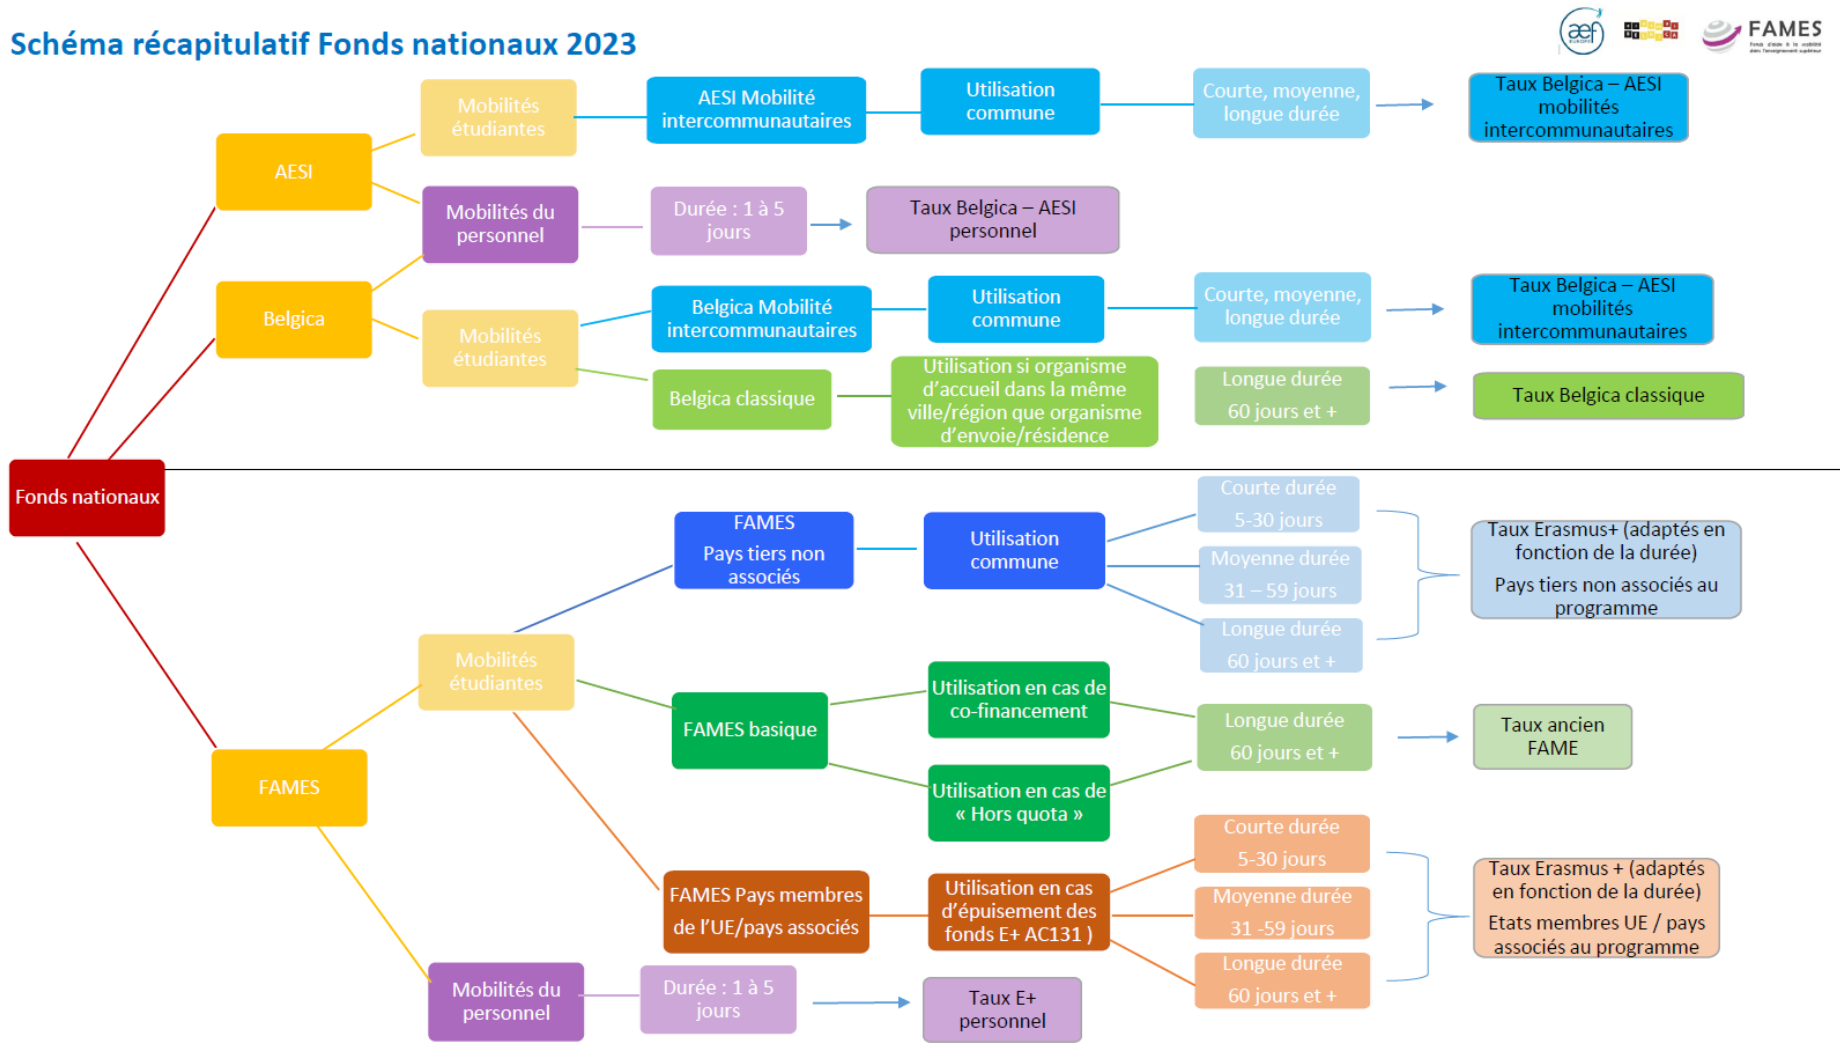 Schéma récapitulatif Fonds nationaux 2023
aef
EUROPE
FAMES
Fonds d'aide à la mobilité
dans l'enseignement supérieur
Mobilités
étudiantes
AESI Mobilité
intercommunautaires
Utilisation
commune
Courte, moyenne,
longue durée
Taux Belgica – AESI
mobilités
intercommunautaires
AESI
Mobilités du
personnel
Durée : 1 à 5
jours
Taux Belgica – AESI
personnel
Belgica
Mobilités
étudiantes
Belgica Mobilité
intercommunautaires
Utilisation
commune
Courte, moyenne,
longue durée
Taux Belgica – AESI
mobilités
intercommunautaires
Belgica classique
Utilisation si organisme
d'accueil dans la même
ville/région que organisme
d'envoie/résidence
Longue durée
60 jours et +
Taux Belgica classique
Fonds nationaux
FAMES
Pays tiers non
associés
Utilisation
commune
Courte durée
5-30 jours
Moyenne durée
31 – 59 jours
Longue durée
60 jours et +
Taux Erasmus+ (adaptés en
fonction de la durée)
Pays tiers non associés au
programme
Mobilités
étudiantes
FAMES basique
Utilisation en cas de
co-financement
Utilisation en cas de
« Hors quota »
Longue durée
60 jours et +
Taux ancien
FAME
FAMES
FAMES Pays membres
de l'UE/pays associés
Utilisation en cas
d'épuisement des
fonds E+ AC131 )
Courte durée
5-30 jours
Moyenne durée
31 -59 jours
Longue durée
60 jours et +
Taux Erasmus + (adaptés
en fonction de la durée)
Etats membres UE / pays
associés au programme
Mobilités du
personnel
Durée : 1 à 5
jours
Taux E+
personnel